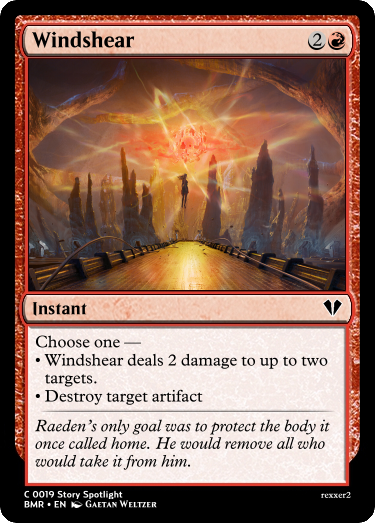 Windshear 2
Instant
Choose one —
• Windshear deals 2 damage to up to two
targets.
• Destroy target artifact
Raeden's only goal was to protect the body it
once called home. He would remove all who
would take it from him.
C 0019 Story Spotlight
BMR • EN Gaetan Weltzer
rexxer2